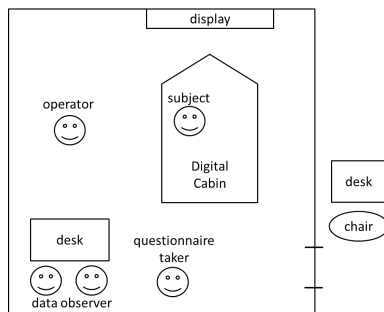 display
operator
subject
Digital
Cabin
desk
chair
desk
questionnaire
taker
data observer